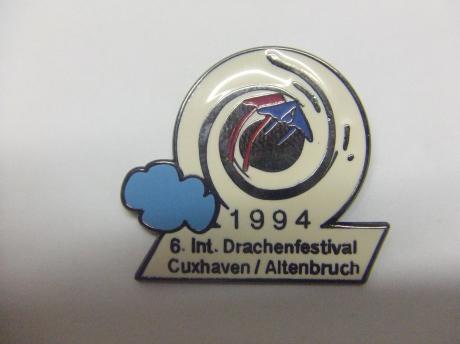 1994
6. Int. Drachenfestival
Cuxhaven / Altenbruch